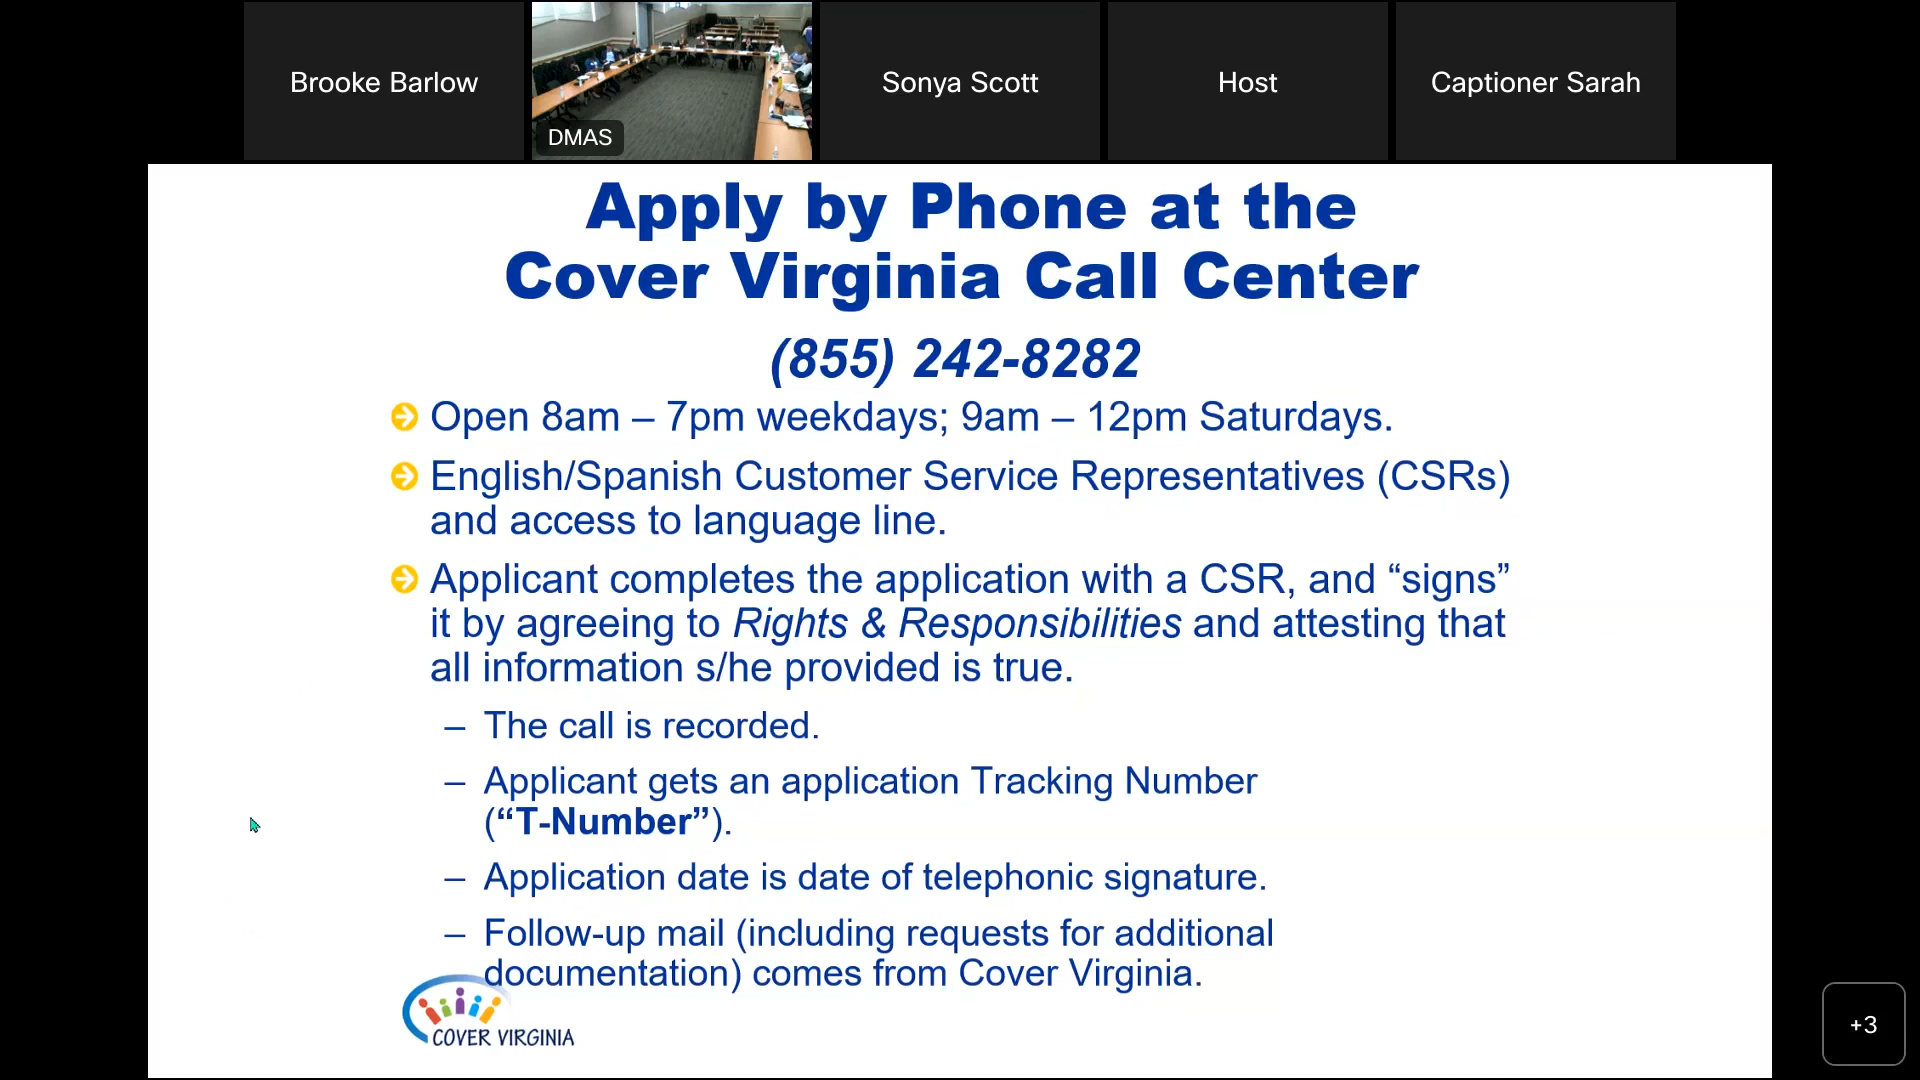 Brooke Barlow
DMAS
Sonya Scott
Host
Captioner Sarah
Apply by Phone at the
Cover Virginia Call Center
(855) 242-8282
Open 8am – 7pm weekdays; 9am – 12pm Saturdays.
English/Spanish Customer Service Representatives (CSRs)
and access to language line.
Applicant completes the application with a CSR, and “signs”
it by agreeing to Rights & Responsibilities and attesting that
all information s/he provided is true.
– The call is recorded.
– Applicant gets an application Tracking Number
(“T-Number”).
– Application date is date of telephonic signature.
– Follow-up mail (including requests for additional
documentation) comes from Cover Virginia.
COVER VIRGINIA
+3